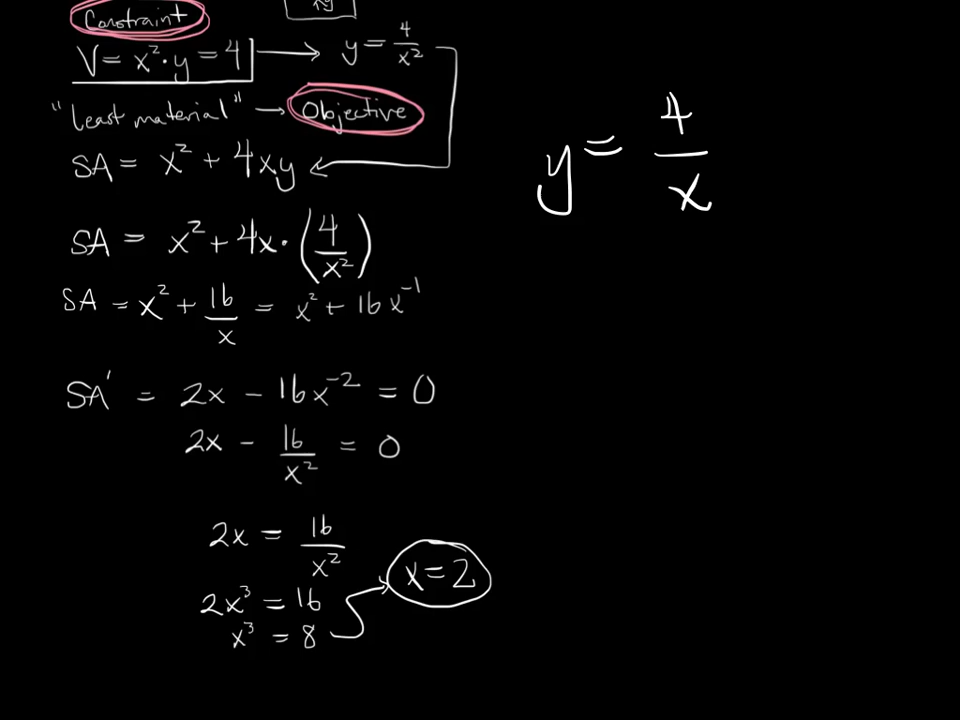 Constraint
V = x² · y = 4 → y = 4/x²
"Least material" → Objective
SA = x² + 4xy
SA = x² + 4x · (4/x²)
SA = x² + 16/x = x² + 16x⁻¹
SA' = 2x - 16x⁻² = 0
2x - 16/x² = 0
2x = 16/x²
2x³ = 16
x³ = 8
x = 2
y = 4/x